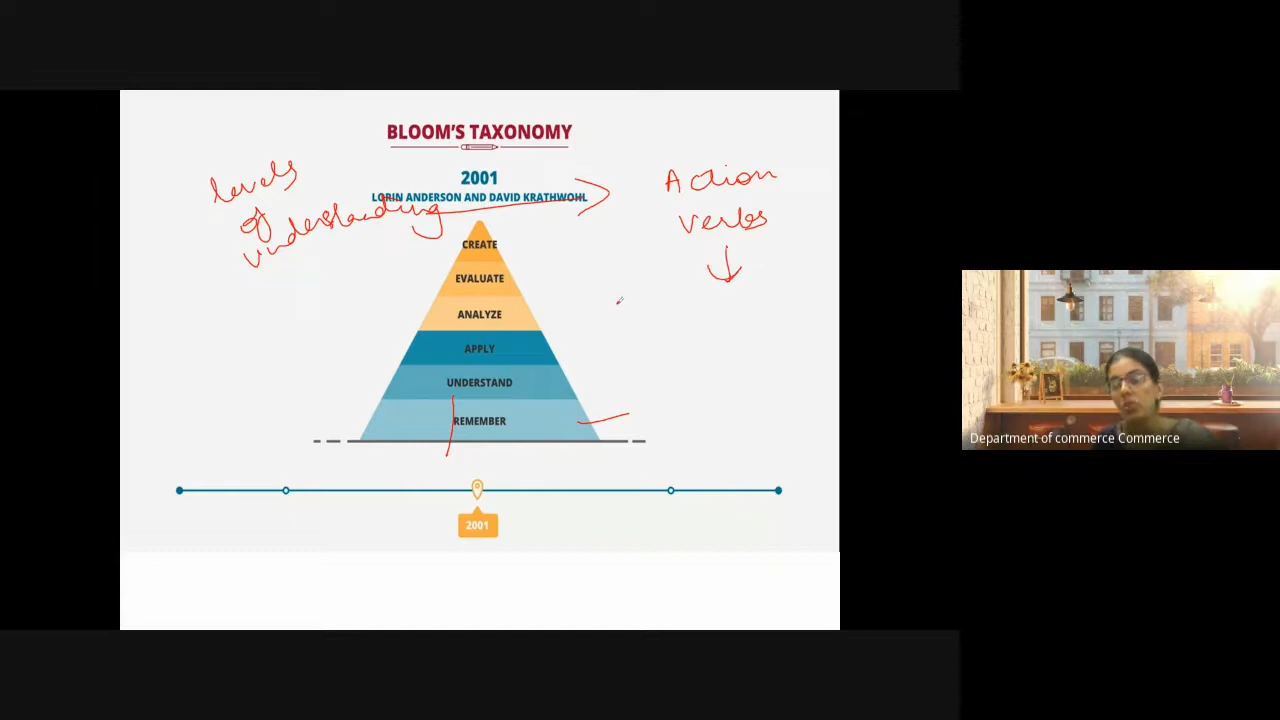 BLOOM'S TAXONOMY
2001
LORIN ANDERSON AND DAVID KRATHWOHL
levels
of
understanding
Action
verbs
CREATE
EVALUATE
ANALYZE
APPLY
UNDERSTAND
REMEMBER
2001
Department of commerce Commerce